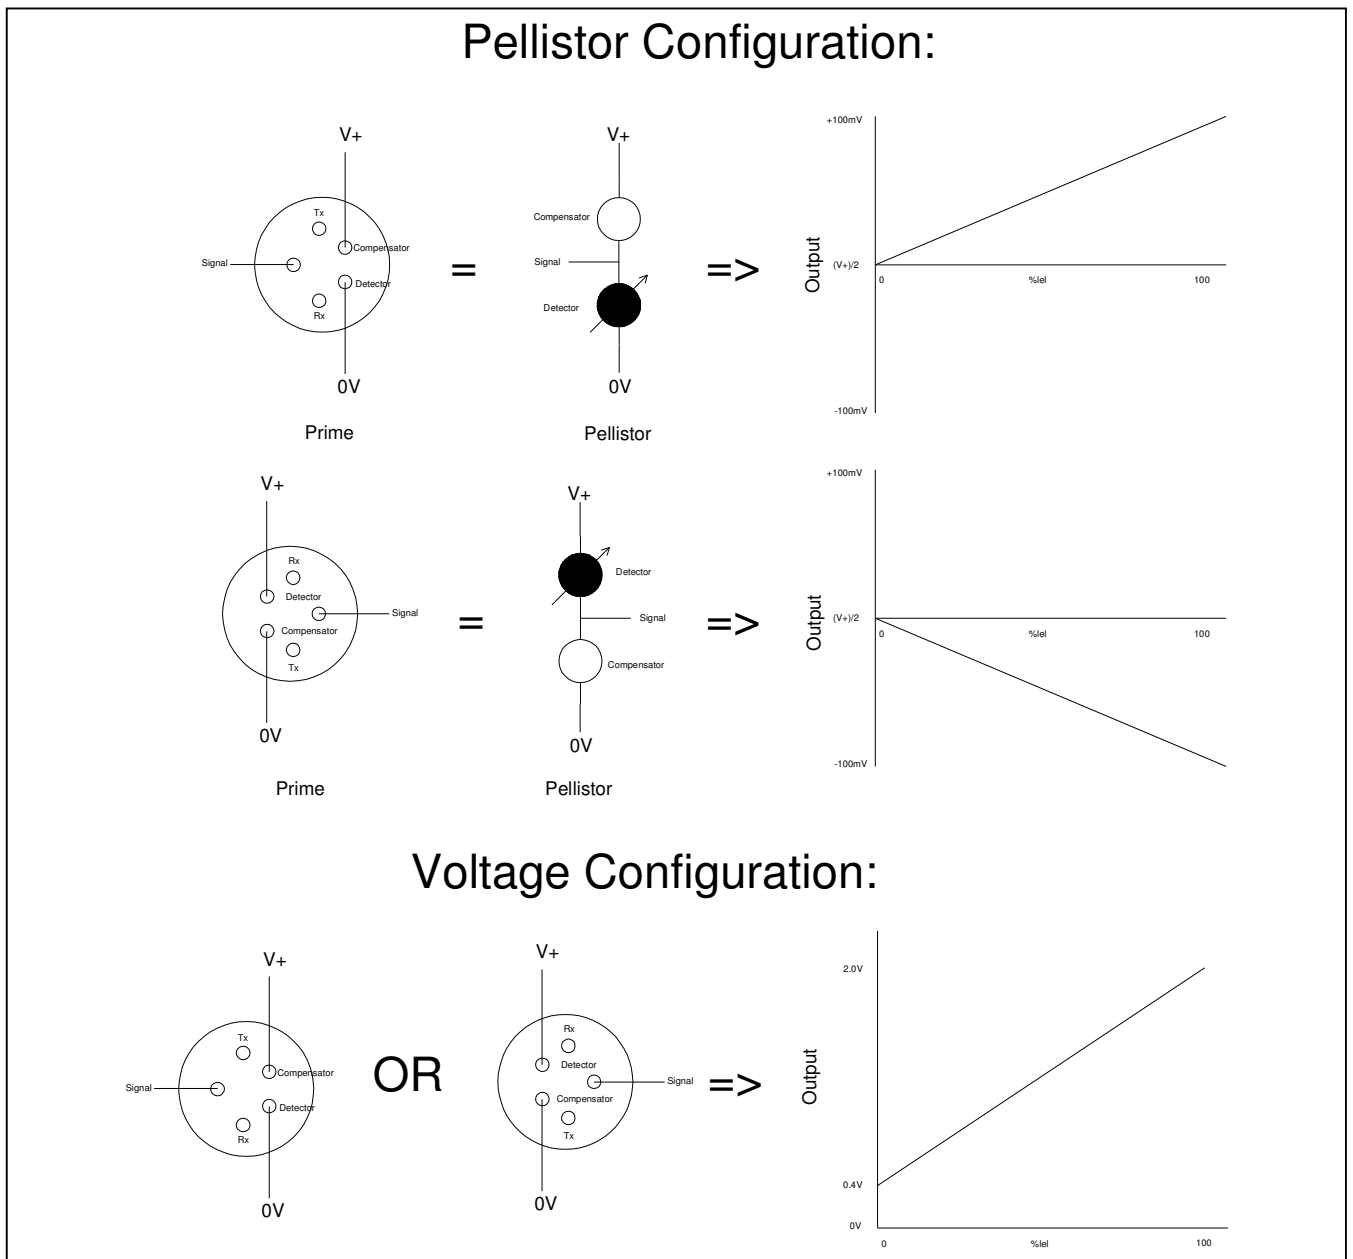 Pellistor Configuration:
V+
Tx
Compensator
Signal
Detector
Rx
0V
Prime
=
V+
Compensator
Signal
Detector
0V
Pellistor
=>
+100mV
Output
(V+)/2
0
%lel
100
-100mV
V+
Rx
Detector
Signal
Compensator
Tx
0V
Prime
=
V+
Detector
Signal
Compensator
0V
Pellistor
=>
+100mV
Output
(V+)/2
0
%lel
100
-100mV
Voltage Configuration:
V+
Tx
Compensator
Signal
Detector
Rx
0V
OR
V+
Rx
Detector
Signal
Compensator
Tx
0V
=>
2.0V
Output
0.4V
0V
0
%lel
100